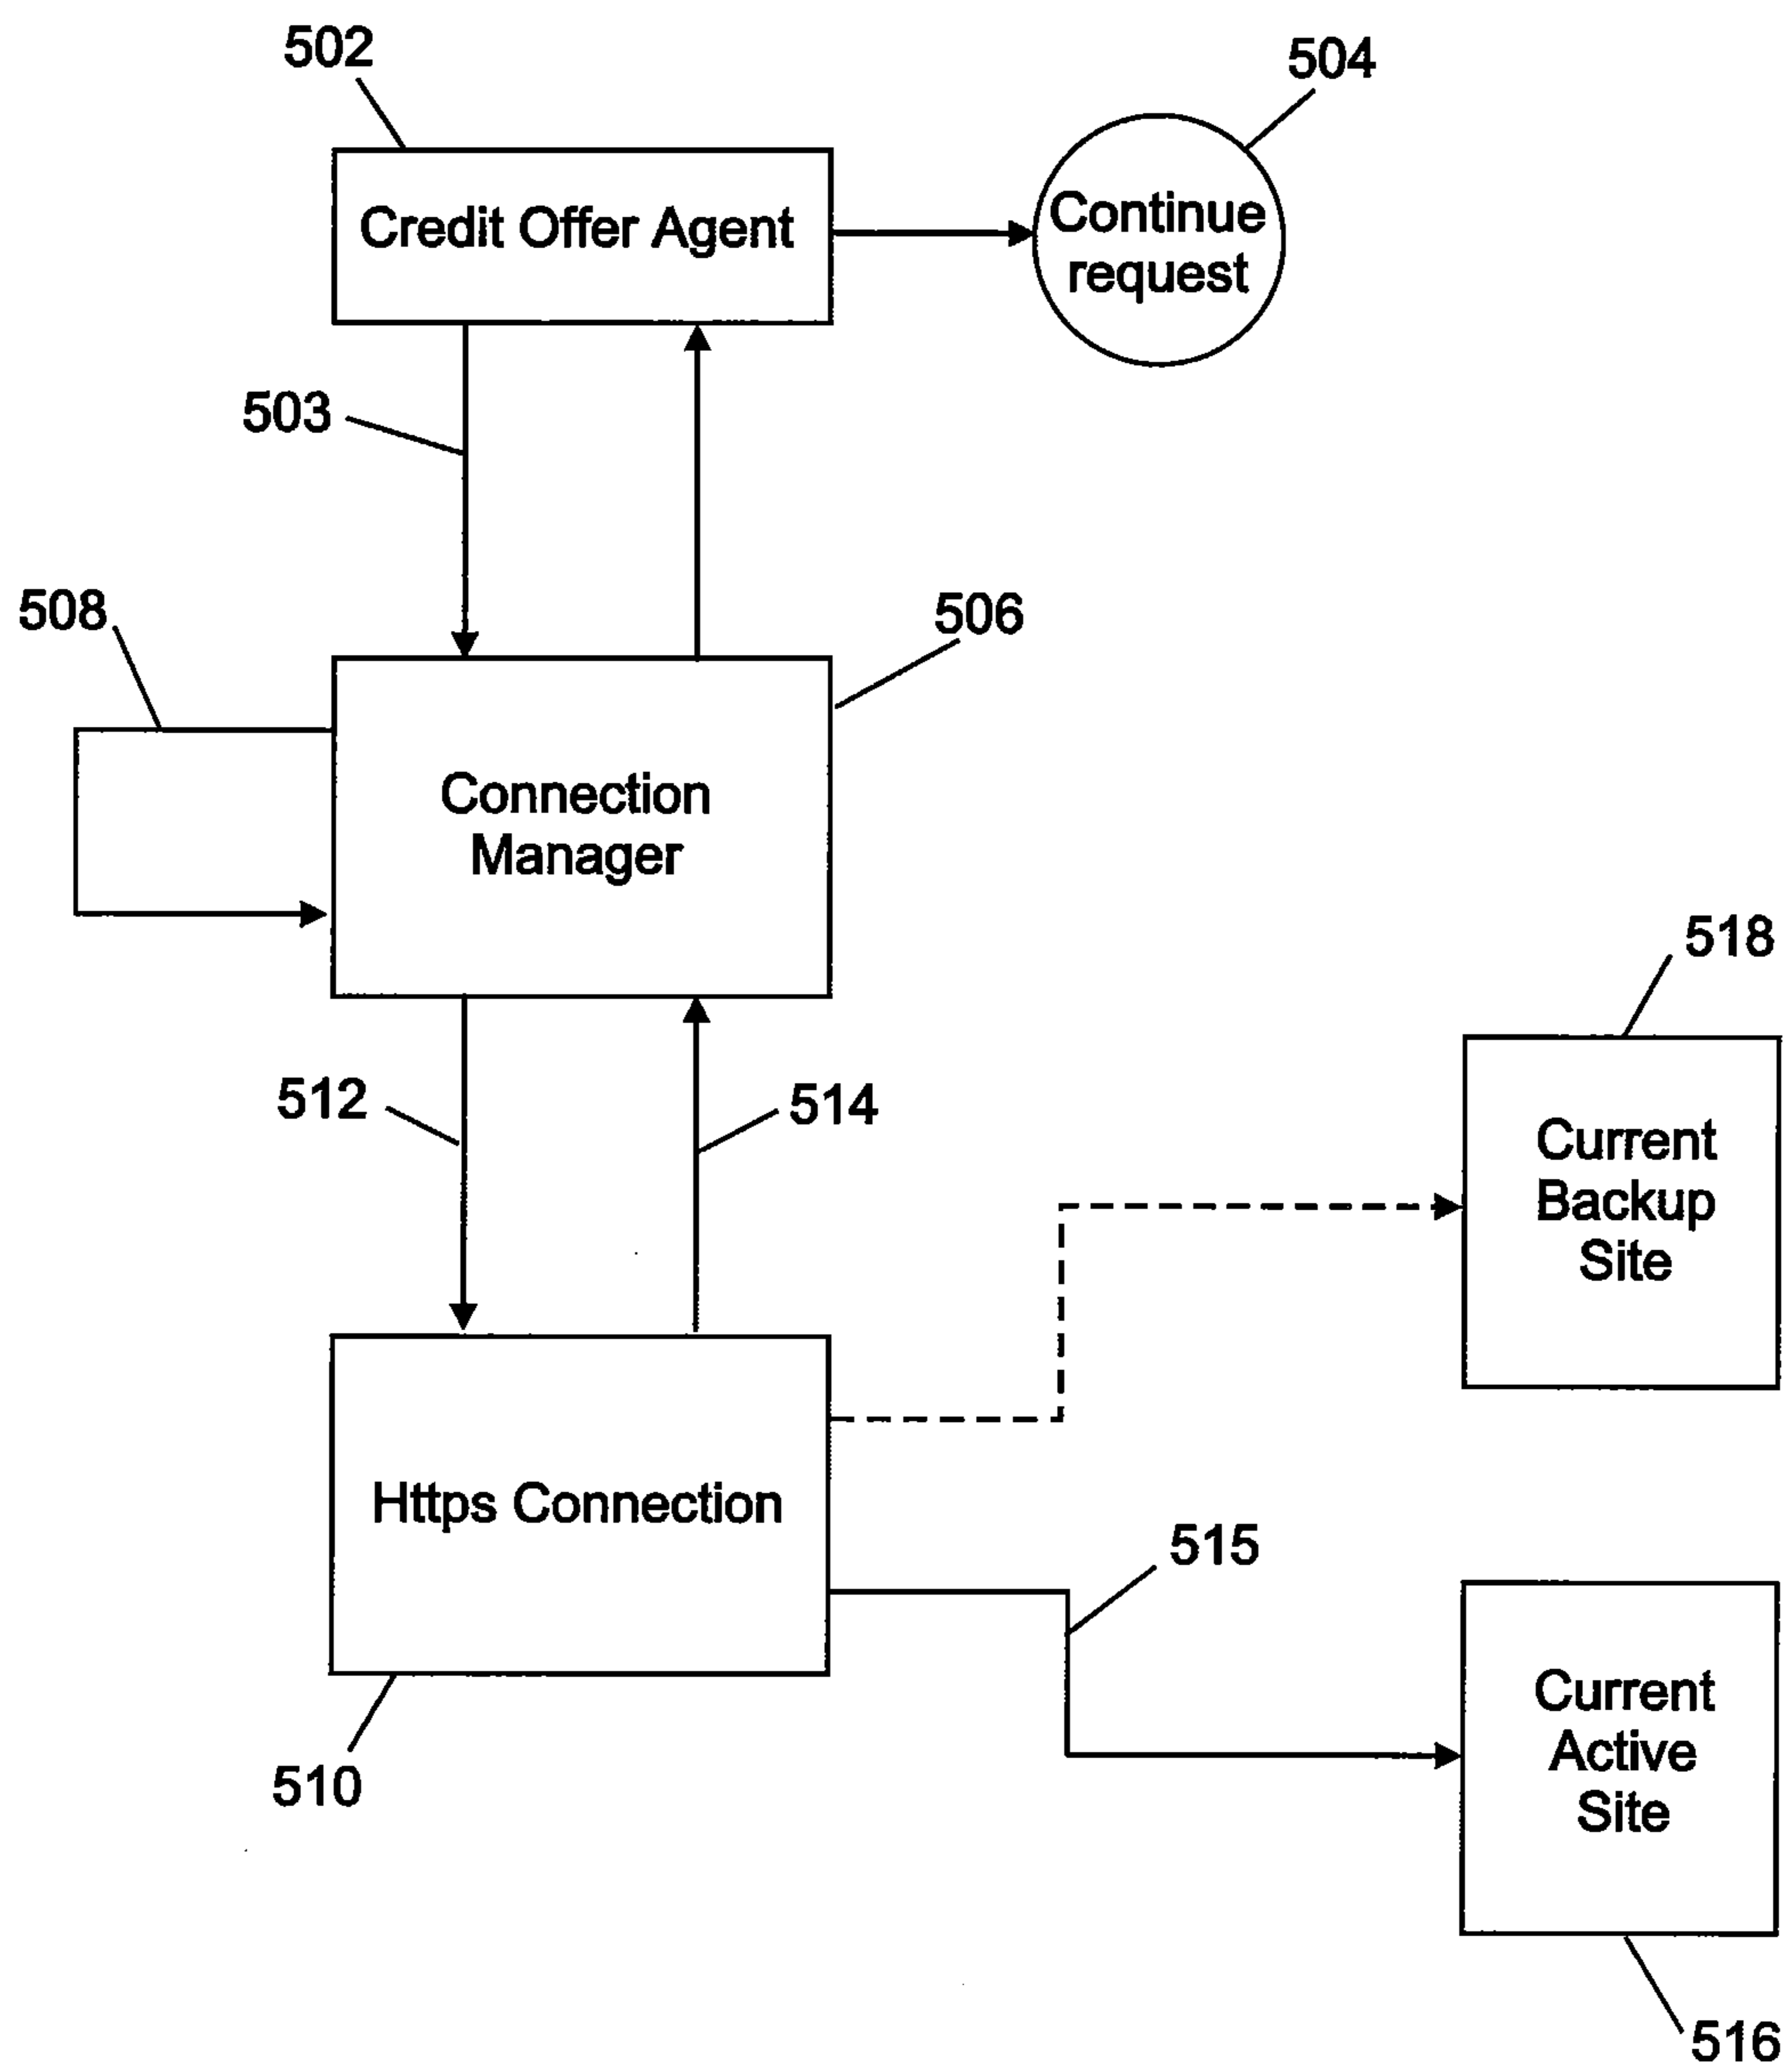 502
504
Credit Offer Agent
Continue
request
503
508
506
Connection
Manager
518
512
514
Current
Backup
Site
Https Connection
515
510
Current
Active
Site
516